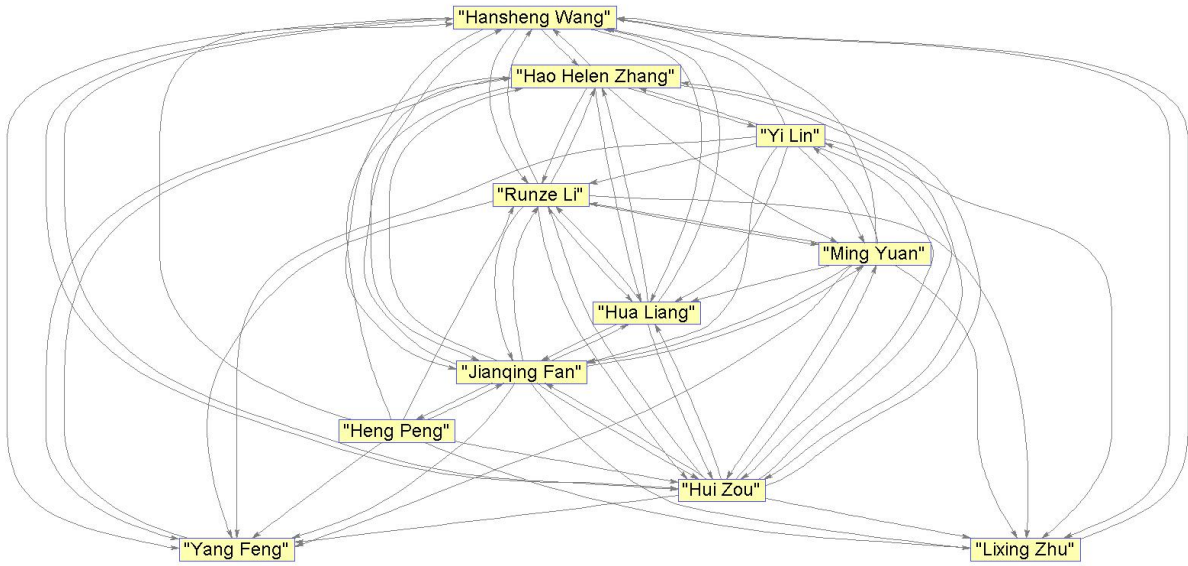 "Hansheng Wang"
"Hao Helen Zhang"
"Yi Lin"
"Runze Li"
"Ming Yuan"
"Hua Liang"
"Jianqing Fan"
"Heng Peng"
"Hui Zou"
"Yang Feng"
"Lixing Zhu"